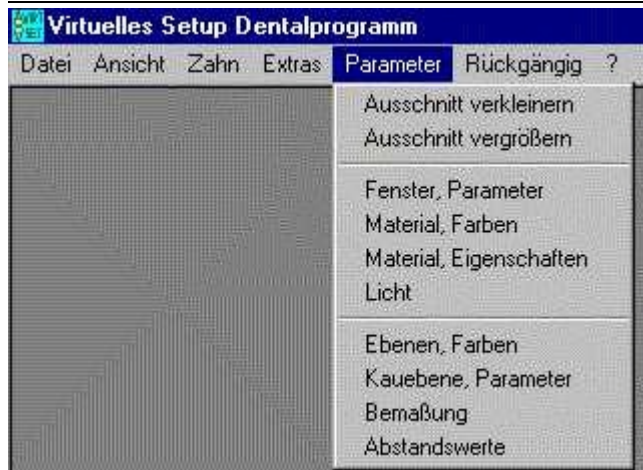 Virtuelles Setup Dentalprogramm
Datei Ansicht Zahn Extras Parameter Rückgängig ?
Ausschnitt verkleinern
Ausschnitt vergrößern
Fenster, Parameter
Material, Farben
Material, Eigenschaften
Licht
Ebenen, Farben
Kauebene, Parameter
Bemaßung
Abstandswerte